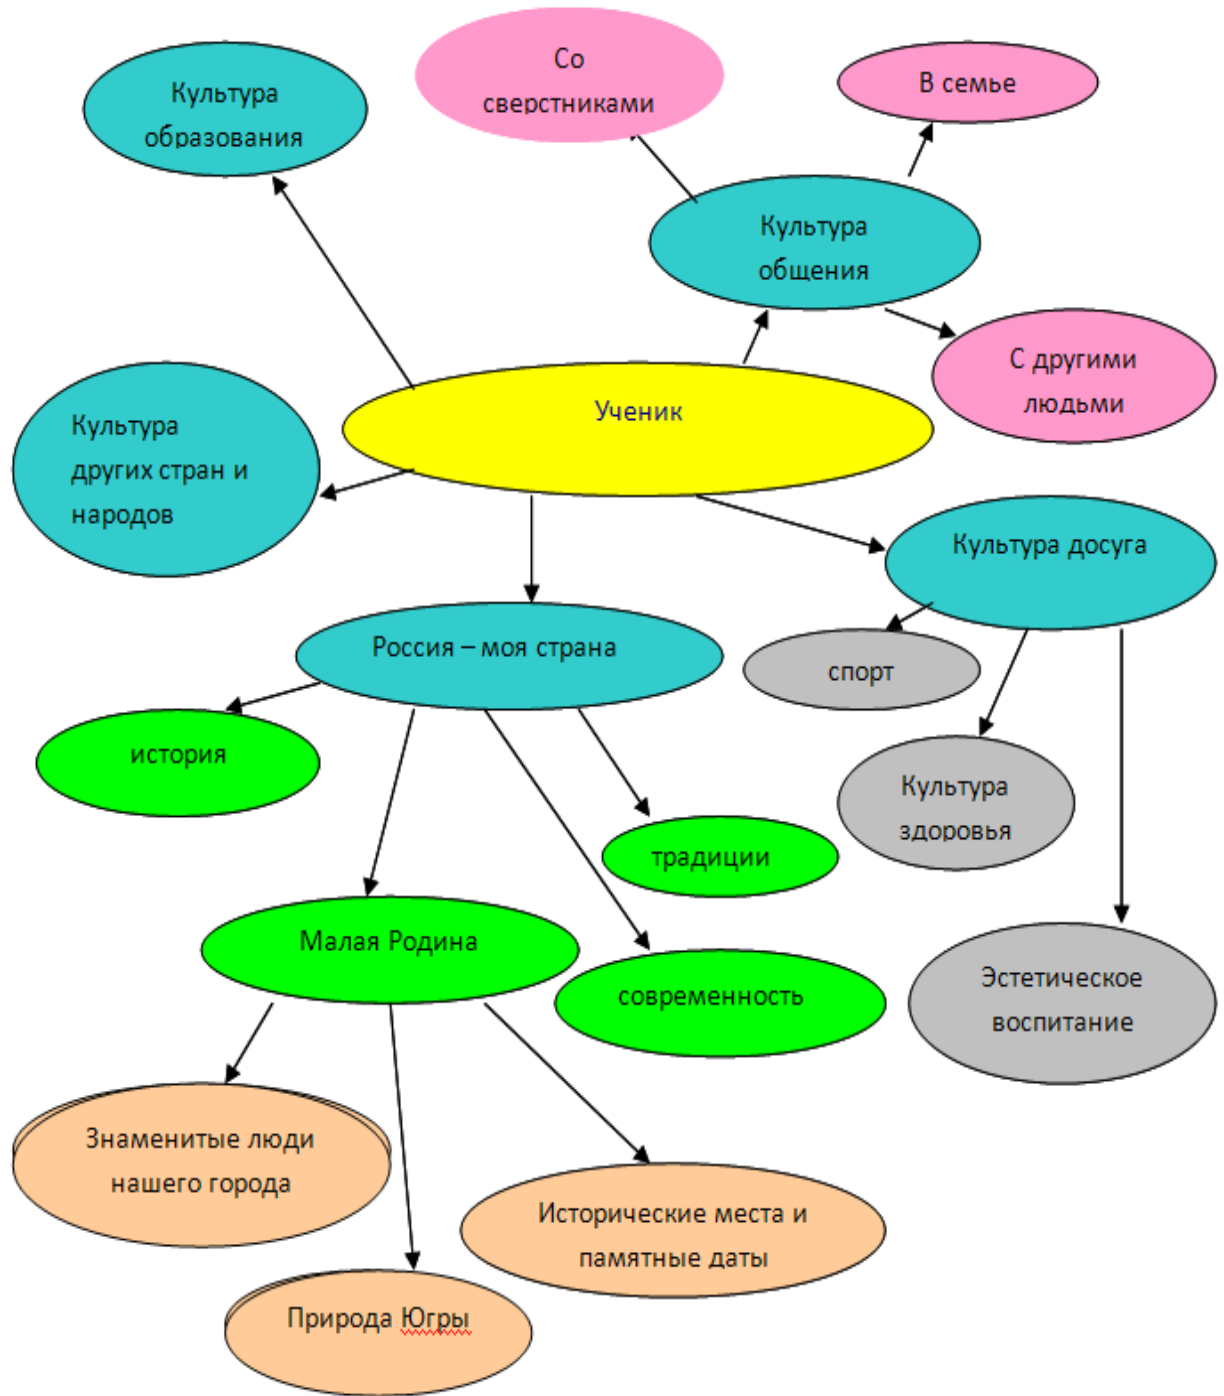 Со
сверстниками
В семье
Культура
образования
Культура
общения
С другими
людьми
Ученик
Культура
других стран и
народов
Культура досуга
Россия – моя страна
спорт
история
Культура
здоровья
традиции
Малая Родина
современность
Эстетическое
воспитание
Знаменитые люди
нашего города
Исторические места и
памятные даты
Природа Югры